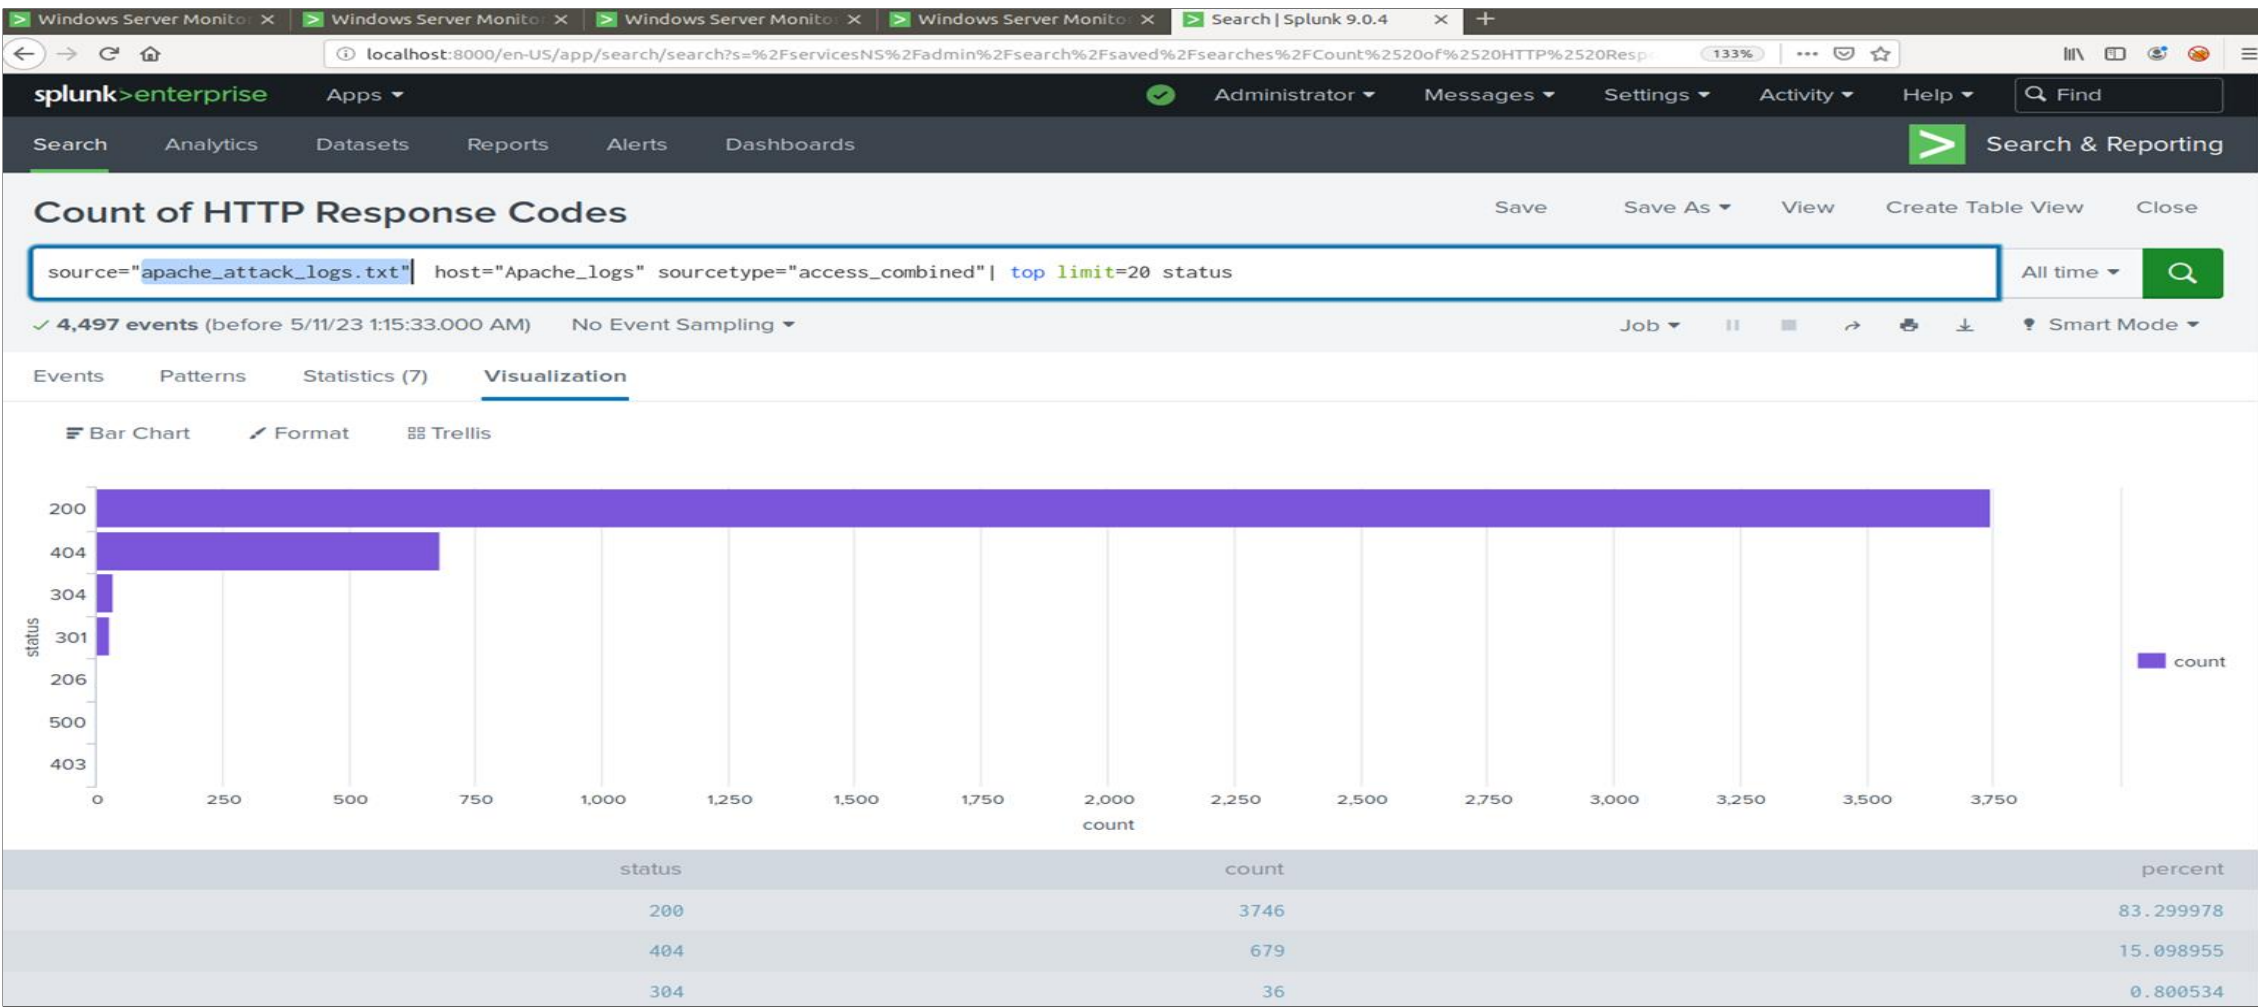 Windows Server Monitor Windows Server Monitor Windows Server Monitor Windows Server Monitor Search | Splunk 9.0.4
localhost:8000/en-US/app/search/search?s=%2FservicesNS%2Fadmin%2Fsearch%2Fsaved%2Fsearches%2FCount%2520of%2520HTTP%2520Resp 133%
splunk>enterprise Apps Administrator Messages Settings Activity Help Find
Search Analytics Datasets Reports Alerts Dashboards Search & Reporting
Count of HTTP Response Codes Save Save As View Create Table View Close
source="apache_attack_logs.txt" host="Apache_logs" sourcetype="access_combined"| top limit=20 status All time
4,497 events (before 5/11/23 1:15:33.000 AM) No Event Sampling Job Smart Mode
Events Patterns Statistics (7) Visualization
Bar Chart Format Trellis
200
404
304
301
206
500
403
status
count
0 250 500 750 1,000 1,250 1,500 1,750 2,000 2,250 2,500 2,750 3,000 3,250 3,500 3,750
count
status count percent
200 3746 83.299978
404 679 15.098955
304 36 0.800534